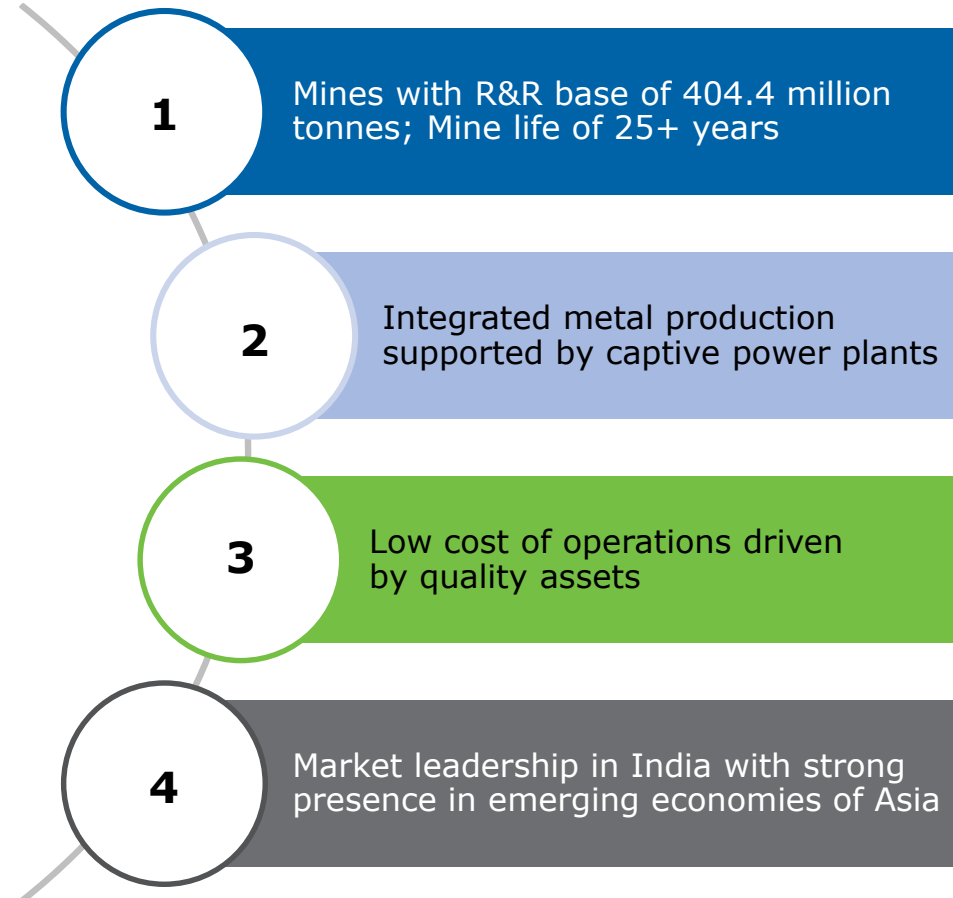 1
Mines with R&R base of 404.4 million
tonnes; Mine life of 25+ years
2
Integrated metal production
supported by captive power plants
3
Low cost of operations driven
by quality assets
4
Market leadership in India with strong
presence in emerging economies of Asia